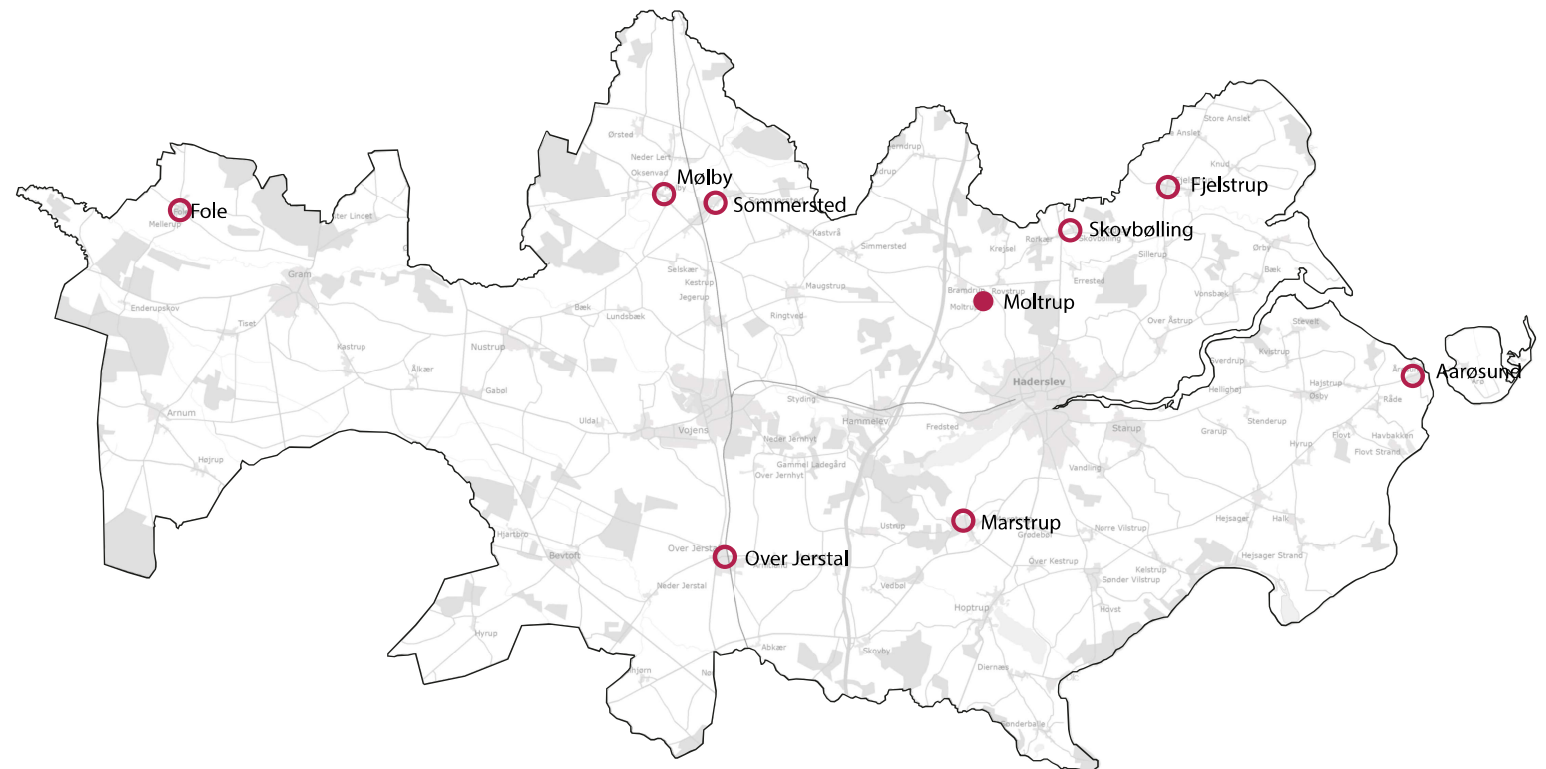 Store Anslet
Ørsted
Neder Lert
Knud
Oksenvad
Mølby
Fjelstrup
Sommersted
Fole
Mellerup
Kastvrå
Simmersted
Krejsel
Rorkær
Skovbølling
Skovbølling
Sillerup
Ørby
Gram
Selskær
Kestrup
Jegerup
Maugstrup
Errested
Bæk
Bramdrup
Rovstrup
Vonsbæk
Enderupskov
Bæk
Lundsbæk
Ringtved
Moltrup
Moltrup
Tiset
Over Åstrup
Stevelt
Kastrup
Nustrup
Sverdrup
Kvistrup
Aarøsund
Ålkær
Gabøl
Haderslev
Hellighøj
Hajstrup
Øsby
Råde
Arnum
Styding
Hammelev
Fredsted
Starup
Grarup
Stenderup
Uldal
Vojens
Neder Jernhyt
Hyrup
Flovt
Havbakken
Flovt Strand
Højrup
Gammel Ladegård
Over Jernhyt
Vandling
Hjartbro
Ustrup
Marstrup
Grødebøl
Nørre Vilstrup
Hejsager
Halk
Bevtoft
Over Jerstal
Over Jerstal
Over Kestrup
Hejsager Strand
Neder Jerstal
Vedbøl
Kelstrup
Sønder Vilstrup
Hoptrup
Hovst
Hyrup
Abkær
Skovby
Diernæs
Sønderballe